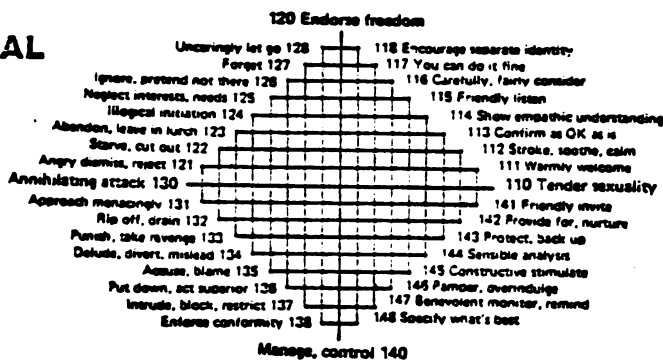 120 Endorse freedom
AL
Uncaringly let go 128
118 Encourage separate identity
Forget 127
117 You can do it fine
Ignore, pretend not there 126
116 Carefully, fairly consider
Neglect interests, needs 125
115 Friendly listen
Illogical initiation 124
114 Show empathic understanding
Abandon, leave in lurch 123
113 Confirm as OK as is
Starve, cut out 122
112 Stroke, soothe, calm
Angry dismiss, reject 121
111 Warmly welcome
Annihilating attack 130
110 Tender sexuality
Approach menacingly 131
141 Friendly invite
Rip off, drain 132
142 Provide for, nurture
Punish, take revenge 133
143 Protect, back up
Delude, divert, mislead 134
144 Sensible analysis
Accuse, blame 135
145 Constructive stimulate
Put down, act superior 136
146 Pamper, overindulge
Intrude, block, restrict 137
147 Benevolent monitor, remind
Enforce conformity 138
148 Specify what's best
Manage, control 140